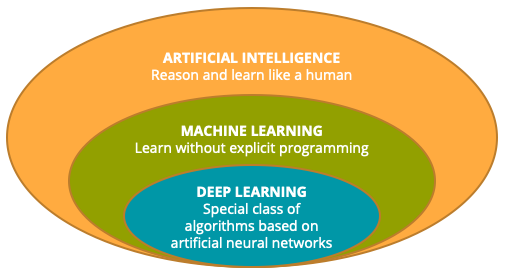 ARTIFICIAL INTELLIGENCE
Reason and learn like a human
MACHINE LEARNING
Learn without explicit programming
DEEP LEARNING
Special class of
algorithms based on
artificial neural networks